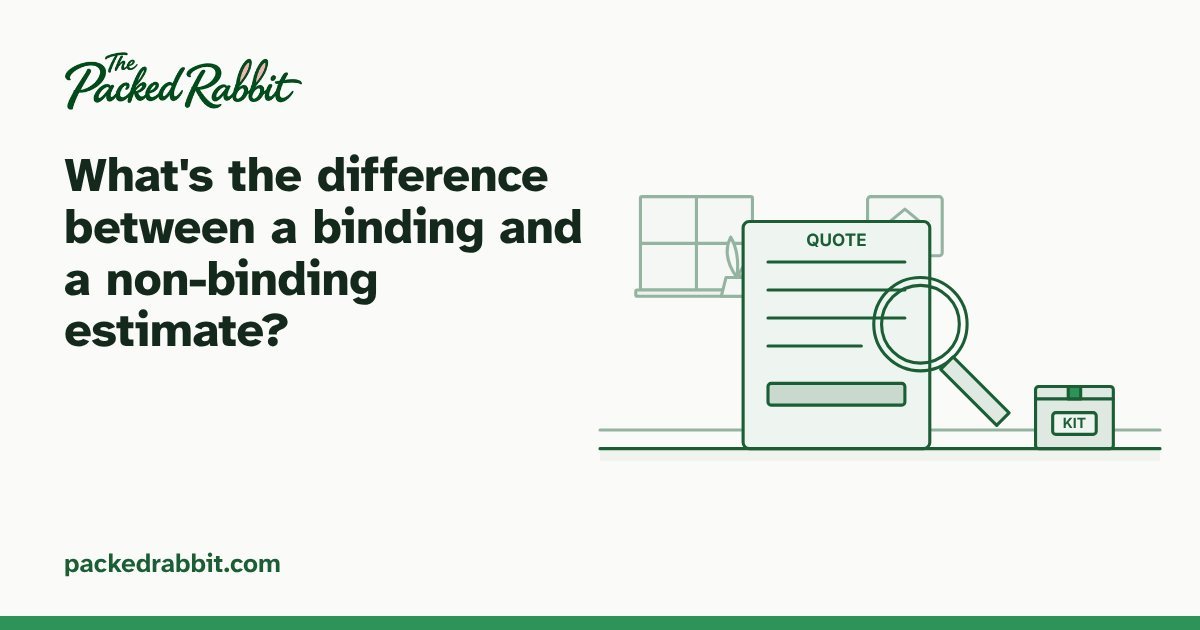 The
Packed Rabbit
What's the difference
between a binding and
a non-binding
estimate?
QUOTE
KIT
packedrabbit.com